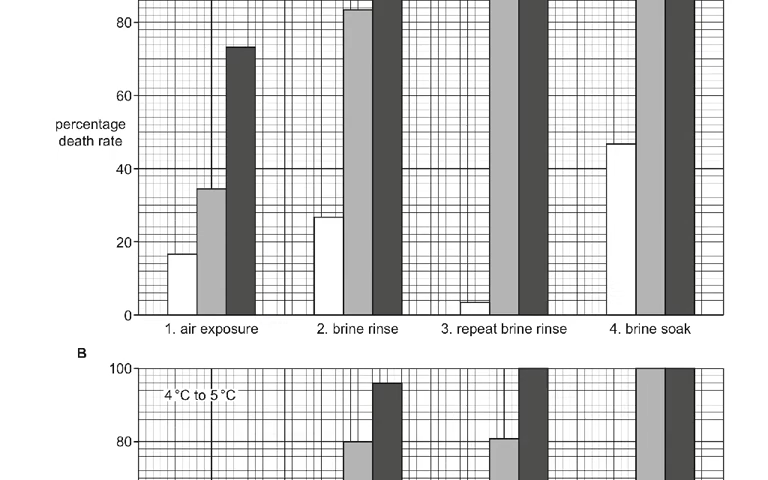 80
60
percentage
death rate
40
20
0
1. air exposure 2. brine rinse 3. repeat brine rinse 4. brine soak
B
100
4 °C to 5 °C
80